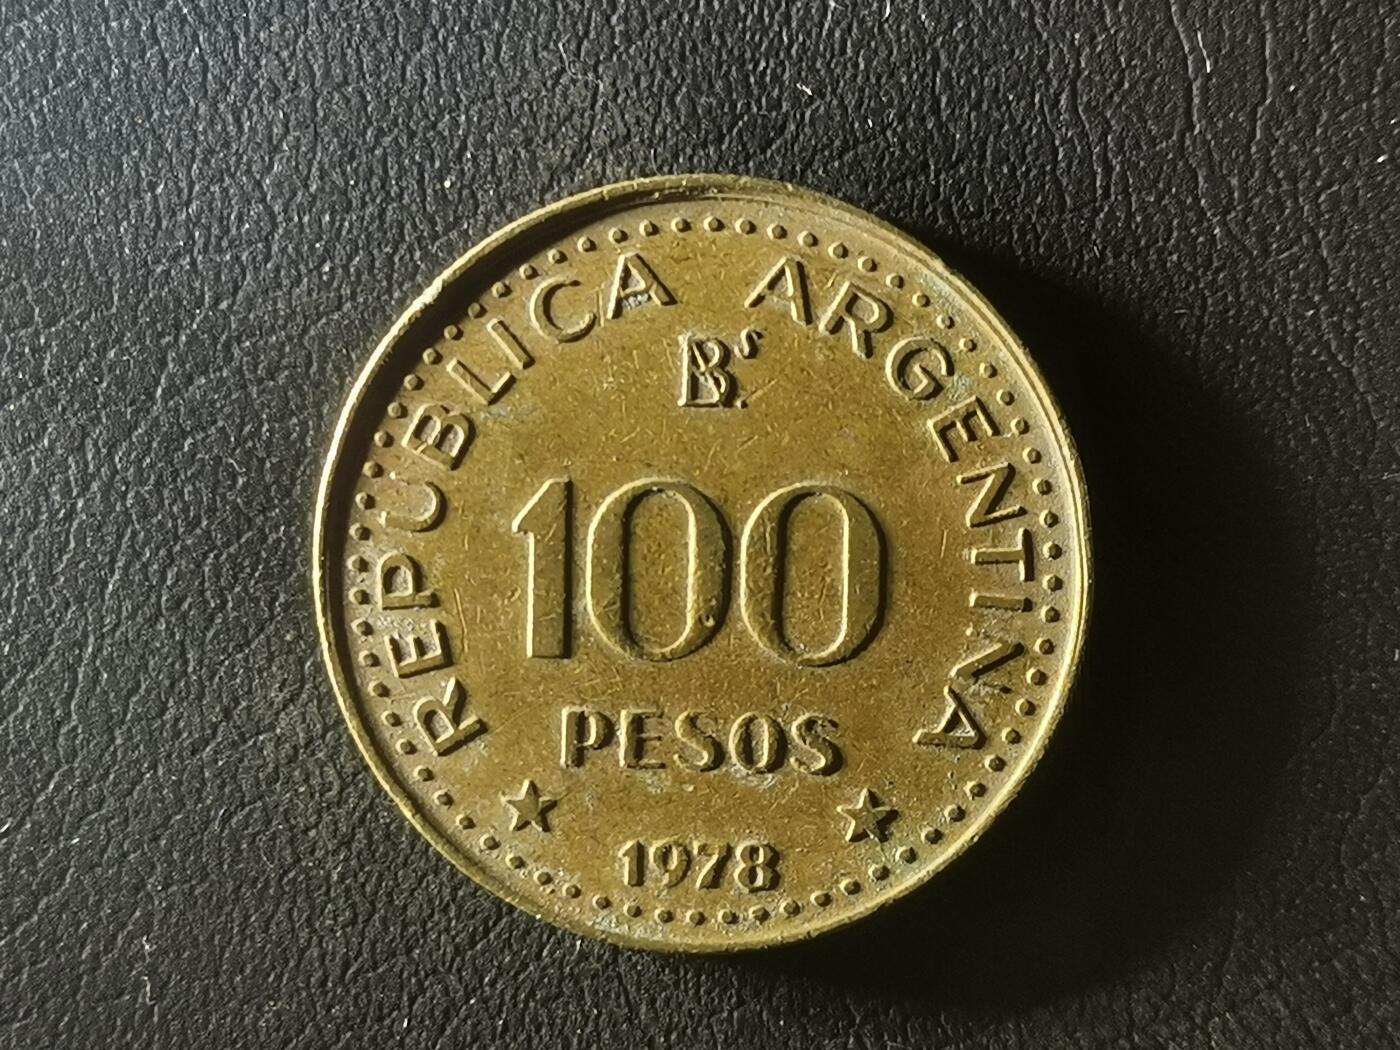 REPUBLICA ARGENTINA
Bs.
100
PESOS
1978